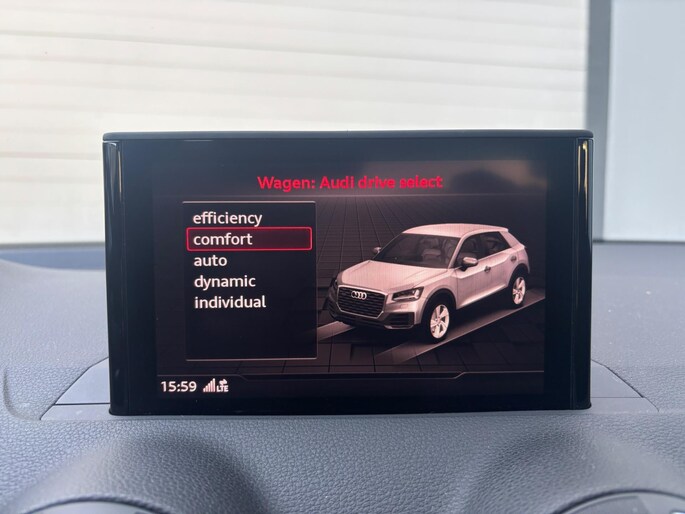 Wagen: Audi drive select
efficiency
comfort
auto
dynamic
individual
15:59 LTE